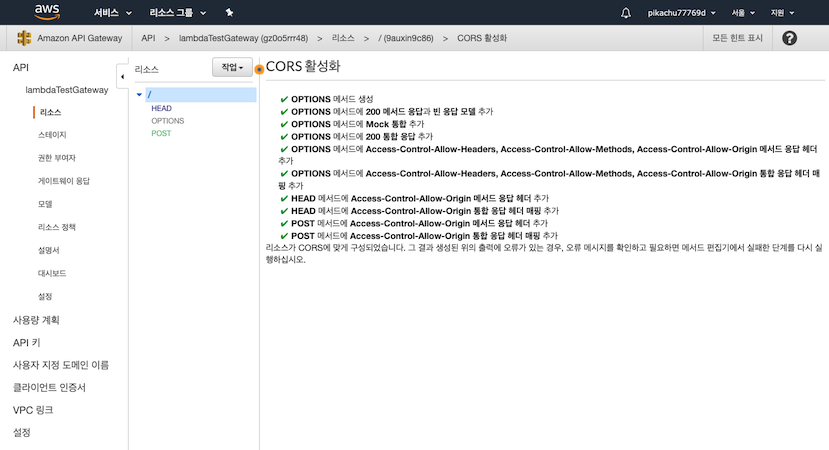 aws 서비스 리소스 그룹 pikachu77769d 서울 지원
Amazon API Gateway API > lambdaTestGateway (gz0o5rrr48) > 리소스 > / (9auxin9c86) > CORS 활성화 모든 힌트 표시 ?
API
lambdaTestGateway
리소스
스테이지
권한 부여자
게이트웨이 응답
모델
리소스 정책
설명서
대시보드
설정
사용량 계획
API 키
사용자 지정 도메인 이름
클라이언트 인증서
VPC 링크
설정
리소스 작업
/
HEAD
OPTIONS
POST
CORS 활성화
✔ OPTIONS 메서드 생성
✔ OPTIONS 메서드에 200 메서드 응답과 빈 응답 모델 추가
✔ OPTIONS 메서드에 Mock 통합 추가
✔ OPTIONS 메서드에 200 통합 응답 추가
✔ OPTIONS 메서드에 Access-Control-Allow-Headers, Access-Control-Allow-Methods, Access-Control-Allow-Origin 메서드 응답 헤더
추가
✔ OPTIONS 메서드에 Access-Control-Allow-Headers, Access-Control-Allow-Methods, Access-Control-Allow-Origin 통합 응답 헤더 매
핑 추가
✔ HEAD 메서드에 Access-Control-Allow-Origin 메서드 응답 헤더 추가
✔ HEAD 메서드에 Access-Control-Allow-Origin 통합 응답 헤더 매핑 추가
✔ POST 메서드에 Access-Control-Allow-Origin 메서드 응답 헤더 추가
✔ POST 메서드에 Access-Control-Allow-Origin 통합 응답 헤더 매핑 추가
리소스가 CORS에 맞게 구성되었습니다. 그 결과 생성된 위의 출력에 오류가 있는 경우, 오류 메시지를 확인하고 필요하면 메서드 편집기에서 실패한 단계를 다시 실
행하십시오.